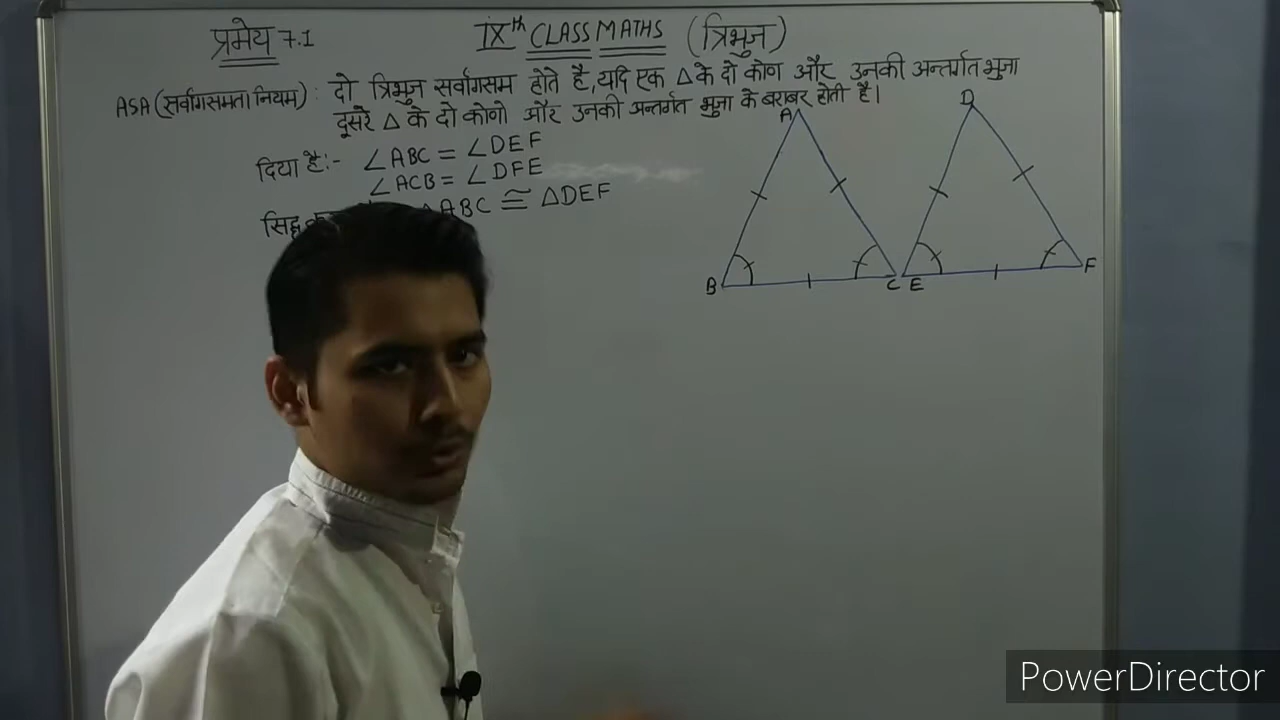 प्रमेय 7.1
IXth CLASS MATHS (त्रिभुज)
ASA (सर्वांगसमता नियम) : दो त्रिभुज सर्वांगसम होते है, यदि एक △ के दो कोण और उनकी अन्तर्गत भुजा
दूसरे △ के दो कोणो और उनकी अन्तर्गत भुजा के बराबर होती है।
दिया है:- ∠ABC = ∠DEF
∠ACB = ∠DFE
सिद्ध △ABC ≅ △DEF
A
D
B
C
E
F
PowerDirector